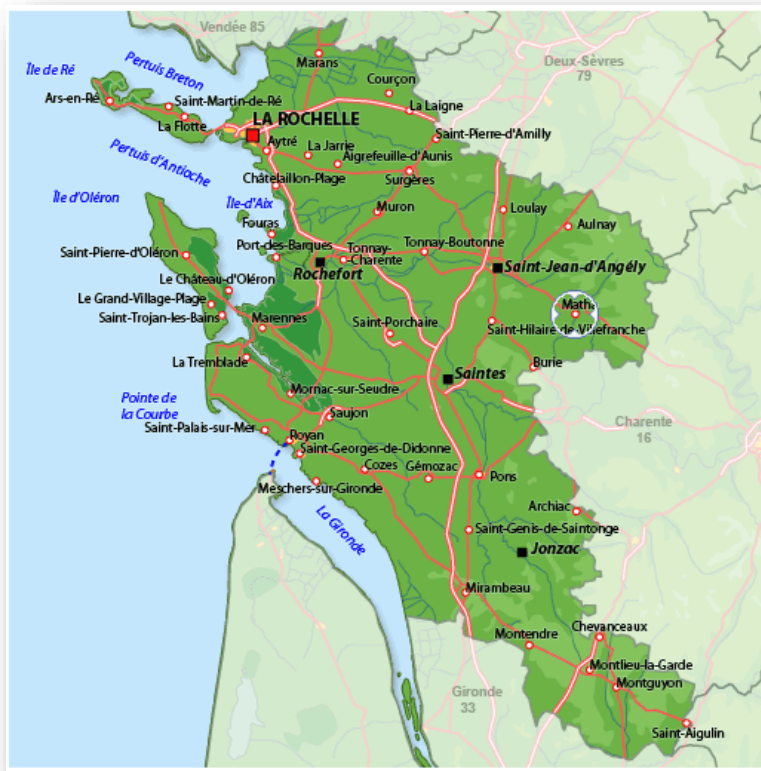 Vendée 85
Deux-Sèvres
79
Île de Ré
Pertuis Breton
Marans
Courçon
Ars-en-Ré
Saint-Martin-de-Ré
La Flotte
LA ROCHELLE
La Laigne
Saint-Pierre-d'Amilly
Aytré
La Jarrie
Aigrefeuille-d'Aunis
Pertuis d'Antioche
Châtelaillon-Plage
Surgères
Île d'Oléron
Île-d'Aix
Muron
Loulay
Aulnay
Fouras
Port-des-Barques
Saint-Pierre-d'Oléron
Tonnay-
Charente
Tonnay-Boutonne
Rochefort
Saint-Jean-d'Angély
Le Château-d'Oléron
Le Grand-Village-Plage
Saint-Trojan-les-Bains
Marennes
Saint-Porchaire
Matha
Saint-Hilaire de Villefranche
La Tremblade
Burie
Saintes
Mornac-sur-Seudre
Pointe de
la Courbe
Saujon
Charente
16
Saint-Palais-sur-Mer
Royan
Saint-Georges-de-Didonne
Cozes
Gémozac
Pons
Meschers-sur-Gironde
La Gironde
Archiac
Saint-Genis-de-Saintonge
Jonzac
Mirambeau
Montendre
Chevanceaux
Montlieu-la-Garde
Montguyon
Gironde
33
Saint-Aigulin